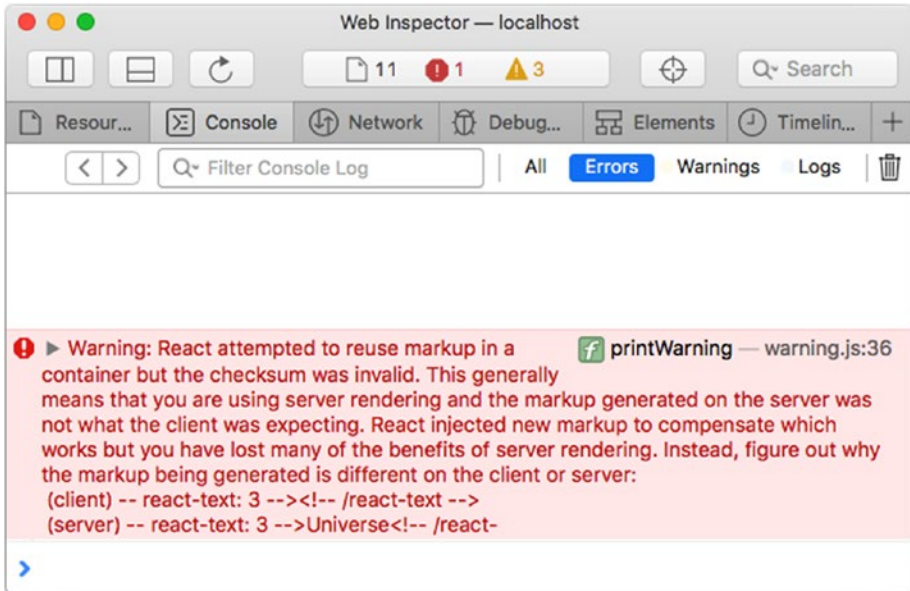 Web Inspector — localhost
11 1 3 Search
Resour... Console Network Debug... Elements Timelin... +
Filter Console Log All Errors Warnings Logs
Warning: React attempted to reuse markup in a f printWarning — warning.js:36
container but the checksum was invalid. This generally
means that you are using server rendering and the markup generated on the server was
not what the client was expecting. React injected new markup to compensate which
works but you have lost many of the benefits of server rendering. Instead, figure out why
the markup being generated is different on the client or server:
(client) -- react-text: 3 --><!-- /react-text -->
(server) -- react-text: 3 -->Universe<!-- /react-